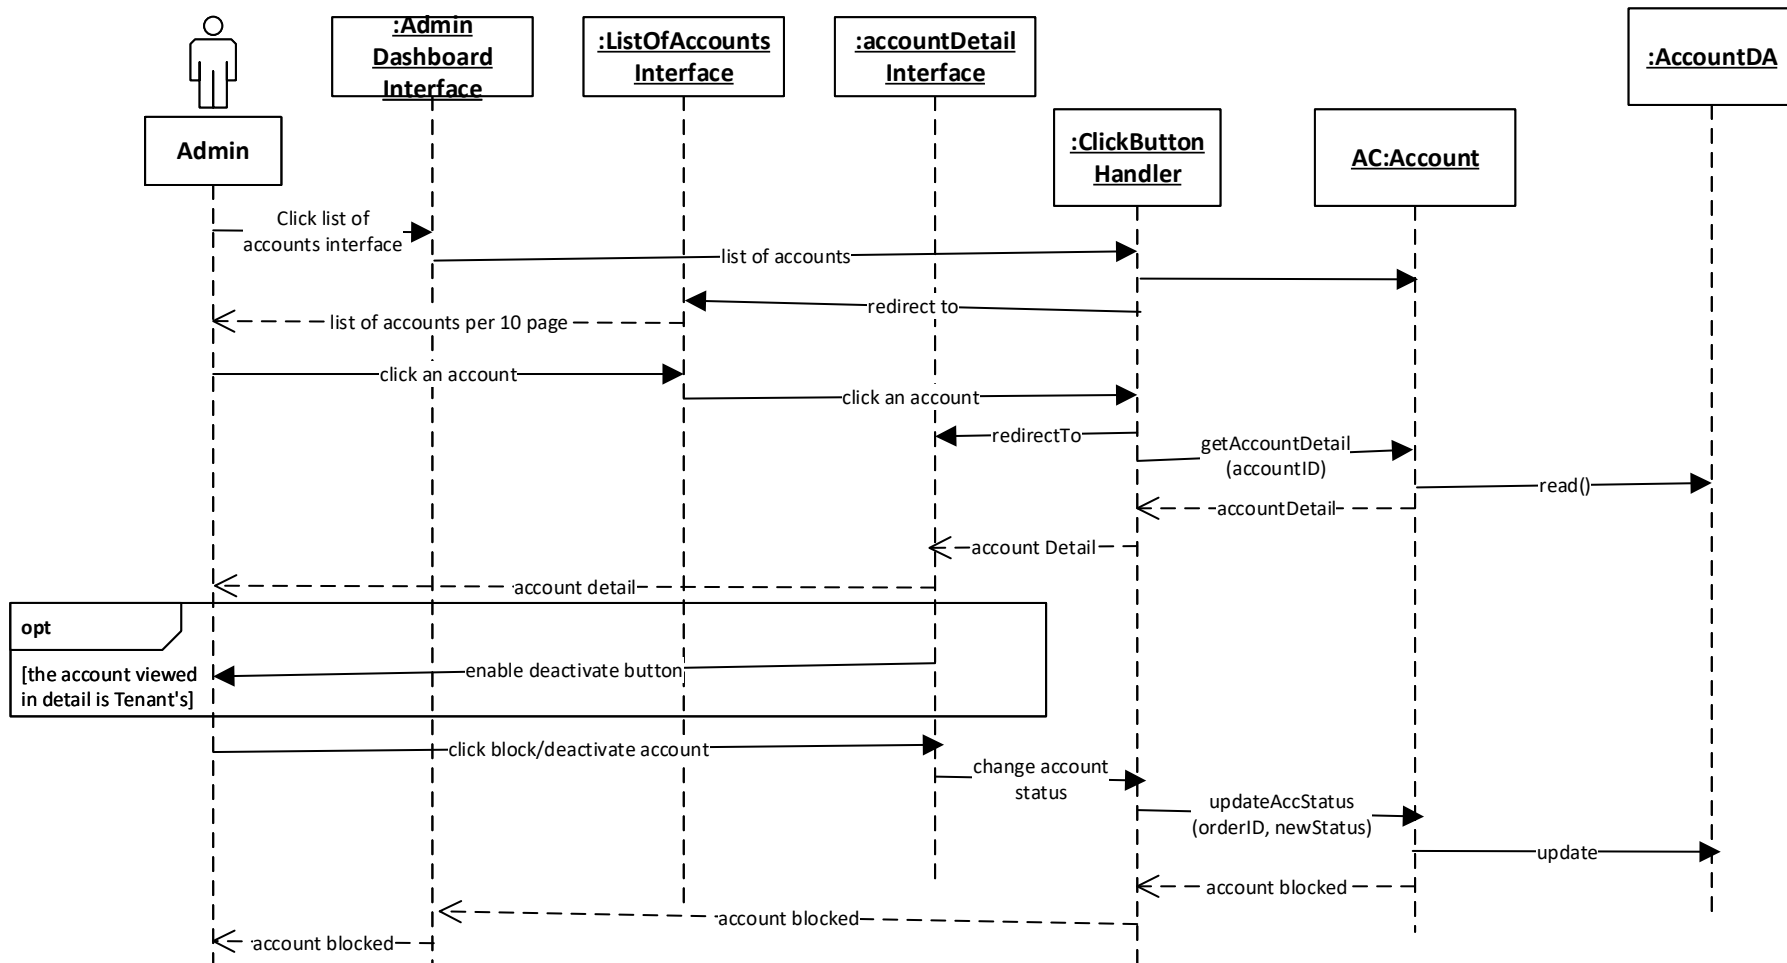 :Admin
Dashboard
Interface
:ListOfAccounts
Interface
:accountDetail
Interface
:AccountDA
Admin
:ClickButton
Handler
AC:Account
Click list of
accounts interface
list of accounts
redirect to
list of accounts per 10 page
click an account
click an account
redirectTo
getAccountDetail
(accountID)
read()
accountDetail
account Detail
account detail
opt
[the account viewed
in detail is Tenant's]
enable deactivate button
click block/deactivate account
change account
status
updateAccStatus
(orderID, newStatus)
update
account blocked
account blocked
account blocked